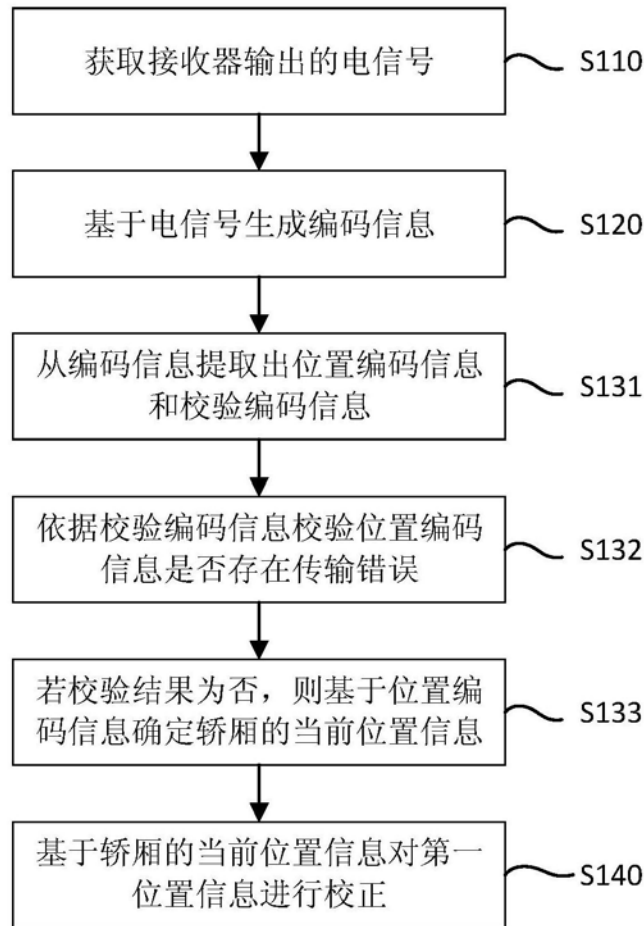 获取接收器输出的电信号
S110
基于电信号生成编码信息
S120
从编码信息提取出位置编码信息
和校验编码信息
S131
依据校验编码信息校验位置编码
信息是否存在传输错误
S132
若校验结果为否，则基于位置编
码信息确定轿厢的当前位置信息
S133
基于轿厢的当前位置信息对第一
位置信息进行校正
S140